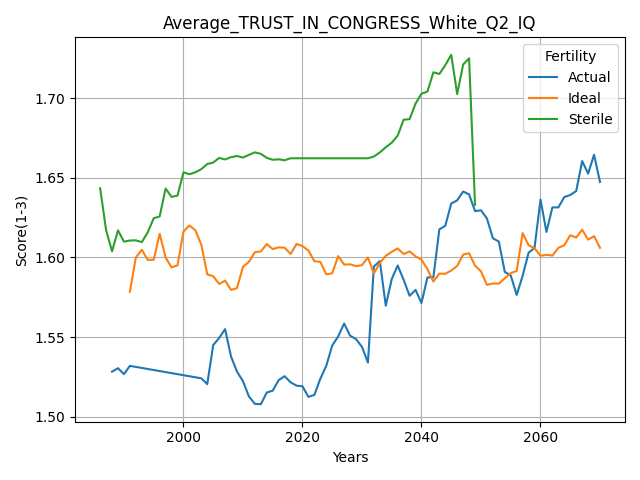 Average_TRUST_IN_CONGRESS_White_Q2_IQ
Fertility
Actual
Ideal
Sterile
Score(1-3)
1.70
1.65
1.60
1.55
1.50
2000
2020
2040
2060
Years